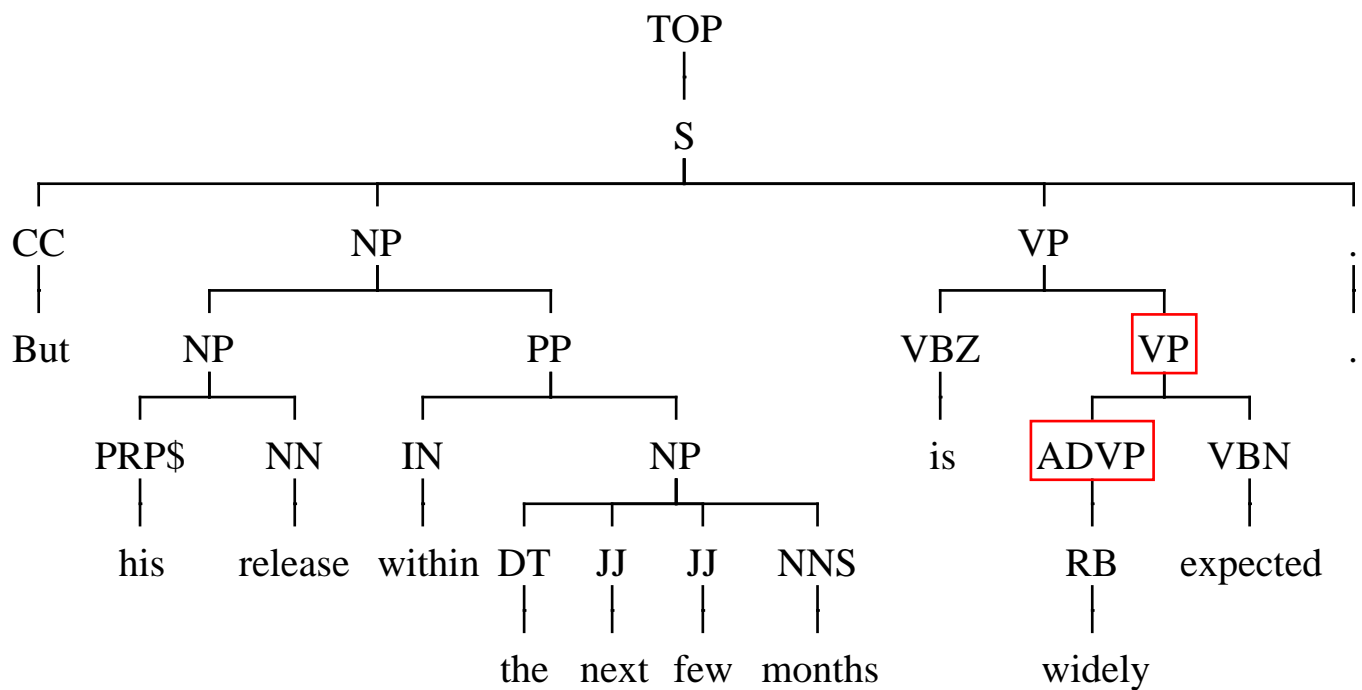 TOP
S
CC NP VP .
But NP PP VBZ VP .
PRP$ NN IN NP is ADVP VBN
his release within DT JJ JJ NNS RB expected
the next few months widely